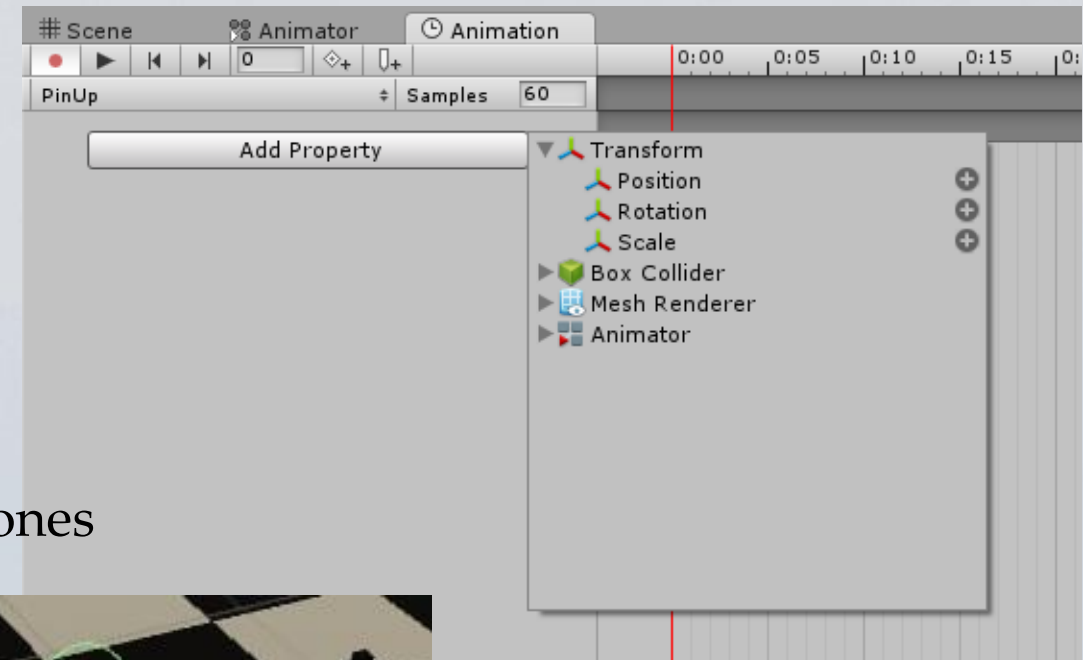 Scene Animator Animation
0 0:00 0:05 0:10 0:15 0:
PinUp Samples 60
Add Property
Transform
Position
Rotation
Scale
Box Collider
Mesh Renderer
Animator
ones